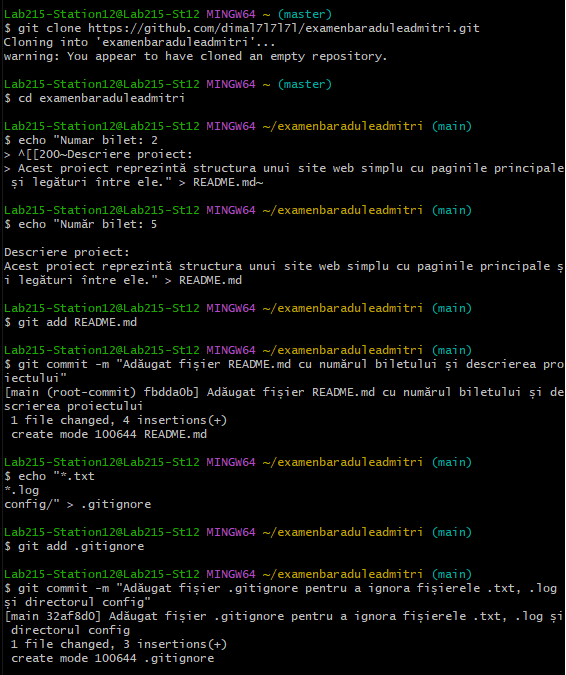 Lab215-Station12@Lab215-St12 MINGW64 ~ (master)
$ git clone https://github.com/dima17l7l7l/examenbaraduleadmitri.git
Cloning into 'examenbaraduleadmitri'...
warning: You appear to have cloned an empty repository.
Lab215-Station12@Lab215-St12 MINGW64 ~ (master)
$ cd examenbaraduleadmitri
Lab215-Station12@Lab215-St12 MINGW64 ~/examenbaraduleadmitri (main)
$ echo "Numar bilet: 2
> ^[[200~Descriere proiect:
> Acest proiect reprezintă structura unui site web simplu cu paginile principale
și legături între ele." > README.md~
Lab215-Station12@Lab215-St12 MINGW64 ~/examenbaraduleadmitri (main)
$ echo "Număr bilet: 5
Descriere proiect:
Acest proiect reprezintă structura unui site web simplu cu paginile principale ș
i legături între ele." > README.md
Lab215-Station12@Lab215-St12 MINGW64 ~/examenbaraduleadmitri (main)
$ git add README.md
Lab215-Station12@Lab215-St12 MINGW64 ~/examenbaraduleadmitri (main)
$ git commit -m "Adăugat fișier README.md cu numărul biletului și descrierea pro
iectului"
[main (root-commit) fbdda0b] Adăugat fișier README.md cu numărul biletului și de
scrierea proiectului
1 file changed, 4 insertions(+)
create mode 100644 README.md
Lab215-Station12@Lab215-St12 MINGW64 ~/examenbaraduleadmitri (main)
$ echo "*.txt
*.log
config/" > .gitignore
Lab215-Station12@Lab215-St12 MINGW64 ~/examenbaraduleadmitri (main)
$ git add .gitignore
Lab215-Station12@Lab215-St12 MINGW64 ~/examenbaraduleadmitri (main)
$ git commit -m "Adăugat fișier .gitignore pentru a ignora fișierele .txt, .log
și directorul config"
[main 32af8d0] Adăugat fișier .gitignore pentru a ignora fișierele .txt, .log și
directorul config
1 file changed, 3 insertions(+)
create mode 100644 .gitignore